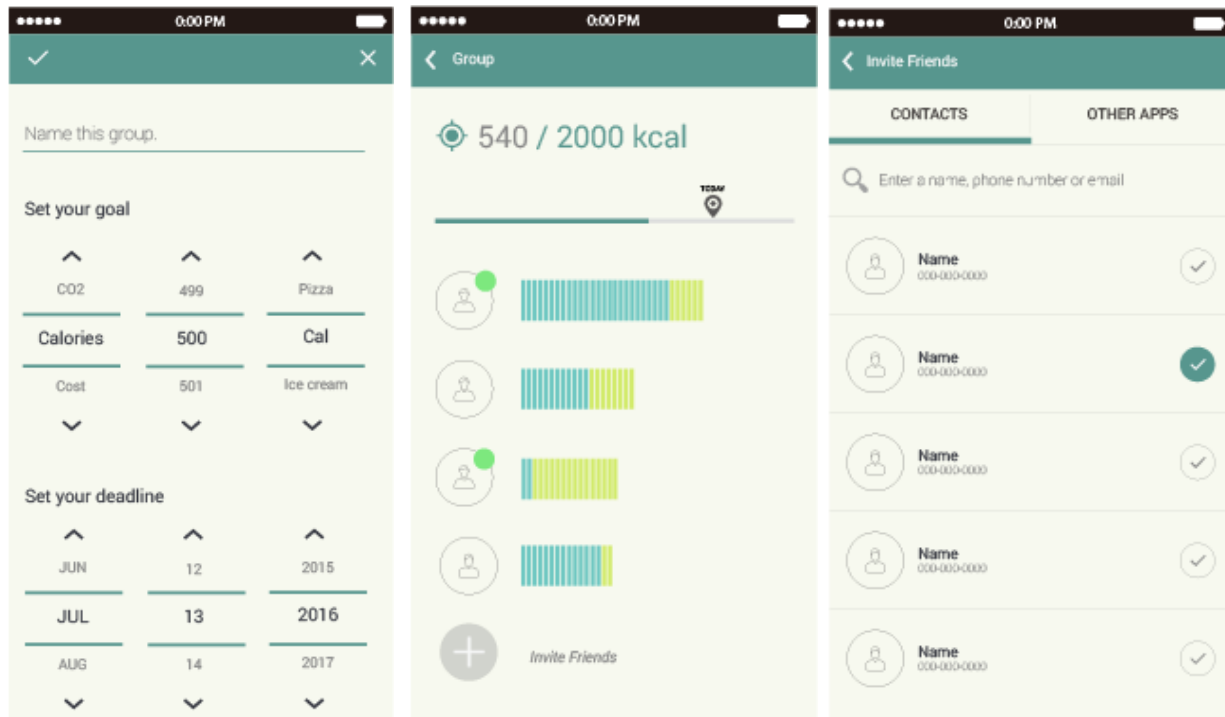 0:00 PM
Name this group.
Set your goal
CO2 499 Pizza
Calories 500 Cal
Cost 501 Ice cream
Set your deadline
JUN 12 2015
JUL 13 2016
AUG 14 2017
0:00 PM
Group
540 / 2000 kcal
TODAY
Invite Friends
0:00 PM
Invite Friends
CONTACTS OTHER APPS
Enter a name, phone number or email
Name
000-000-0000
Name
000-000-0000
Name
000-000-0000
Name
000-000-0000
Name
000-000-0000